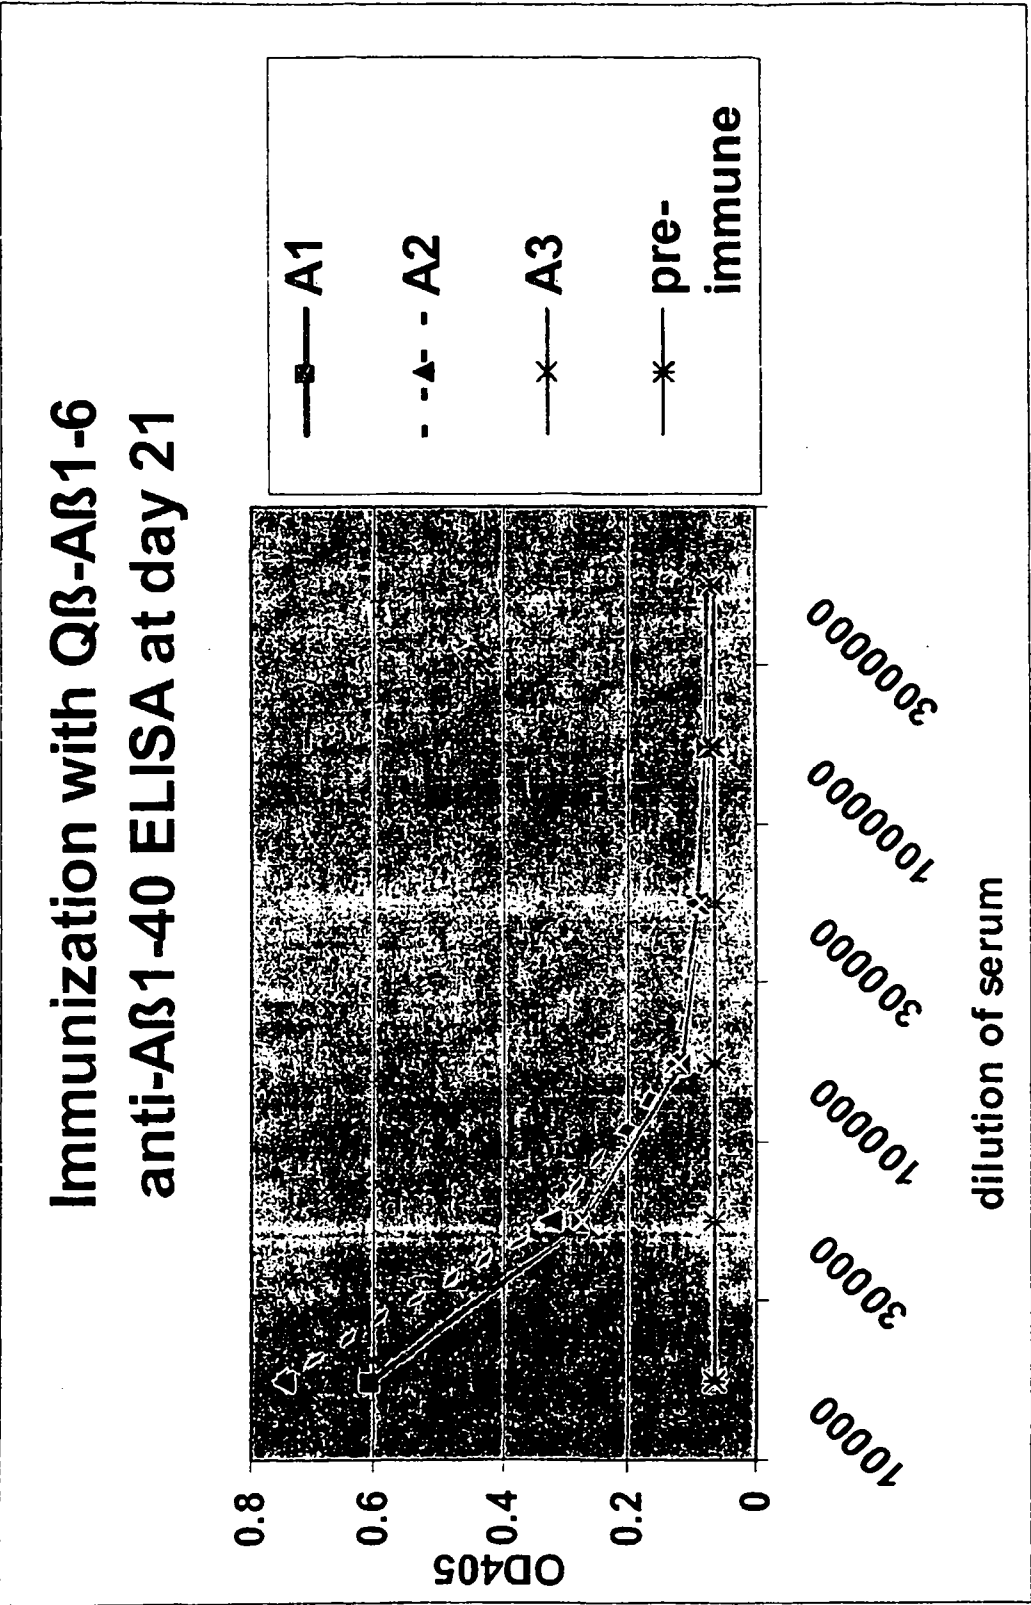 Immunization with Qß-Aß1-6
anti-Aß1-40 ELISA at day 21
0.8
0.6
0.4
0.2
0
OD405
10000
30000
100000
300000
1000000
3000000
dilution of serum
A1
A2
A3
pre-
immune